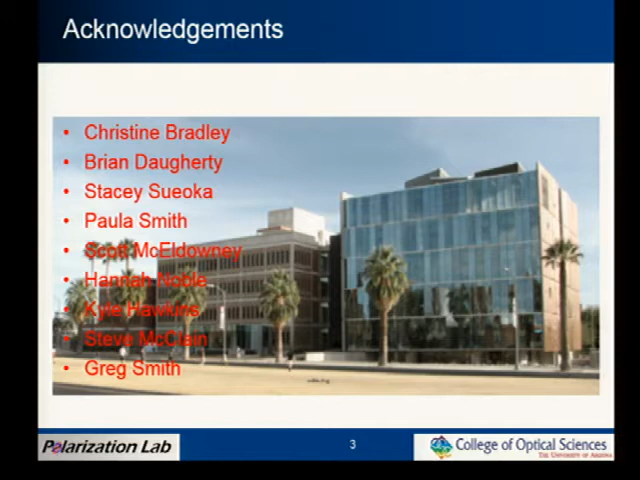 Acknowledgements
• Christine Bradley
• Brian Daugherty
• Stacey Sueoka
• Paula Smith
• Scott McEldowney
• Hannah Noble
• Kyle Hawkins
• Steve McClain
• Greg Smith
Polarization Lab
3
College of Optical Sciences
THE UNIVERSITY OF ARIZONA